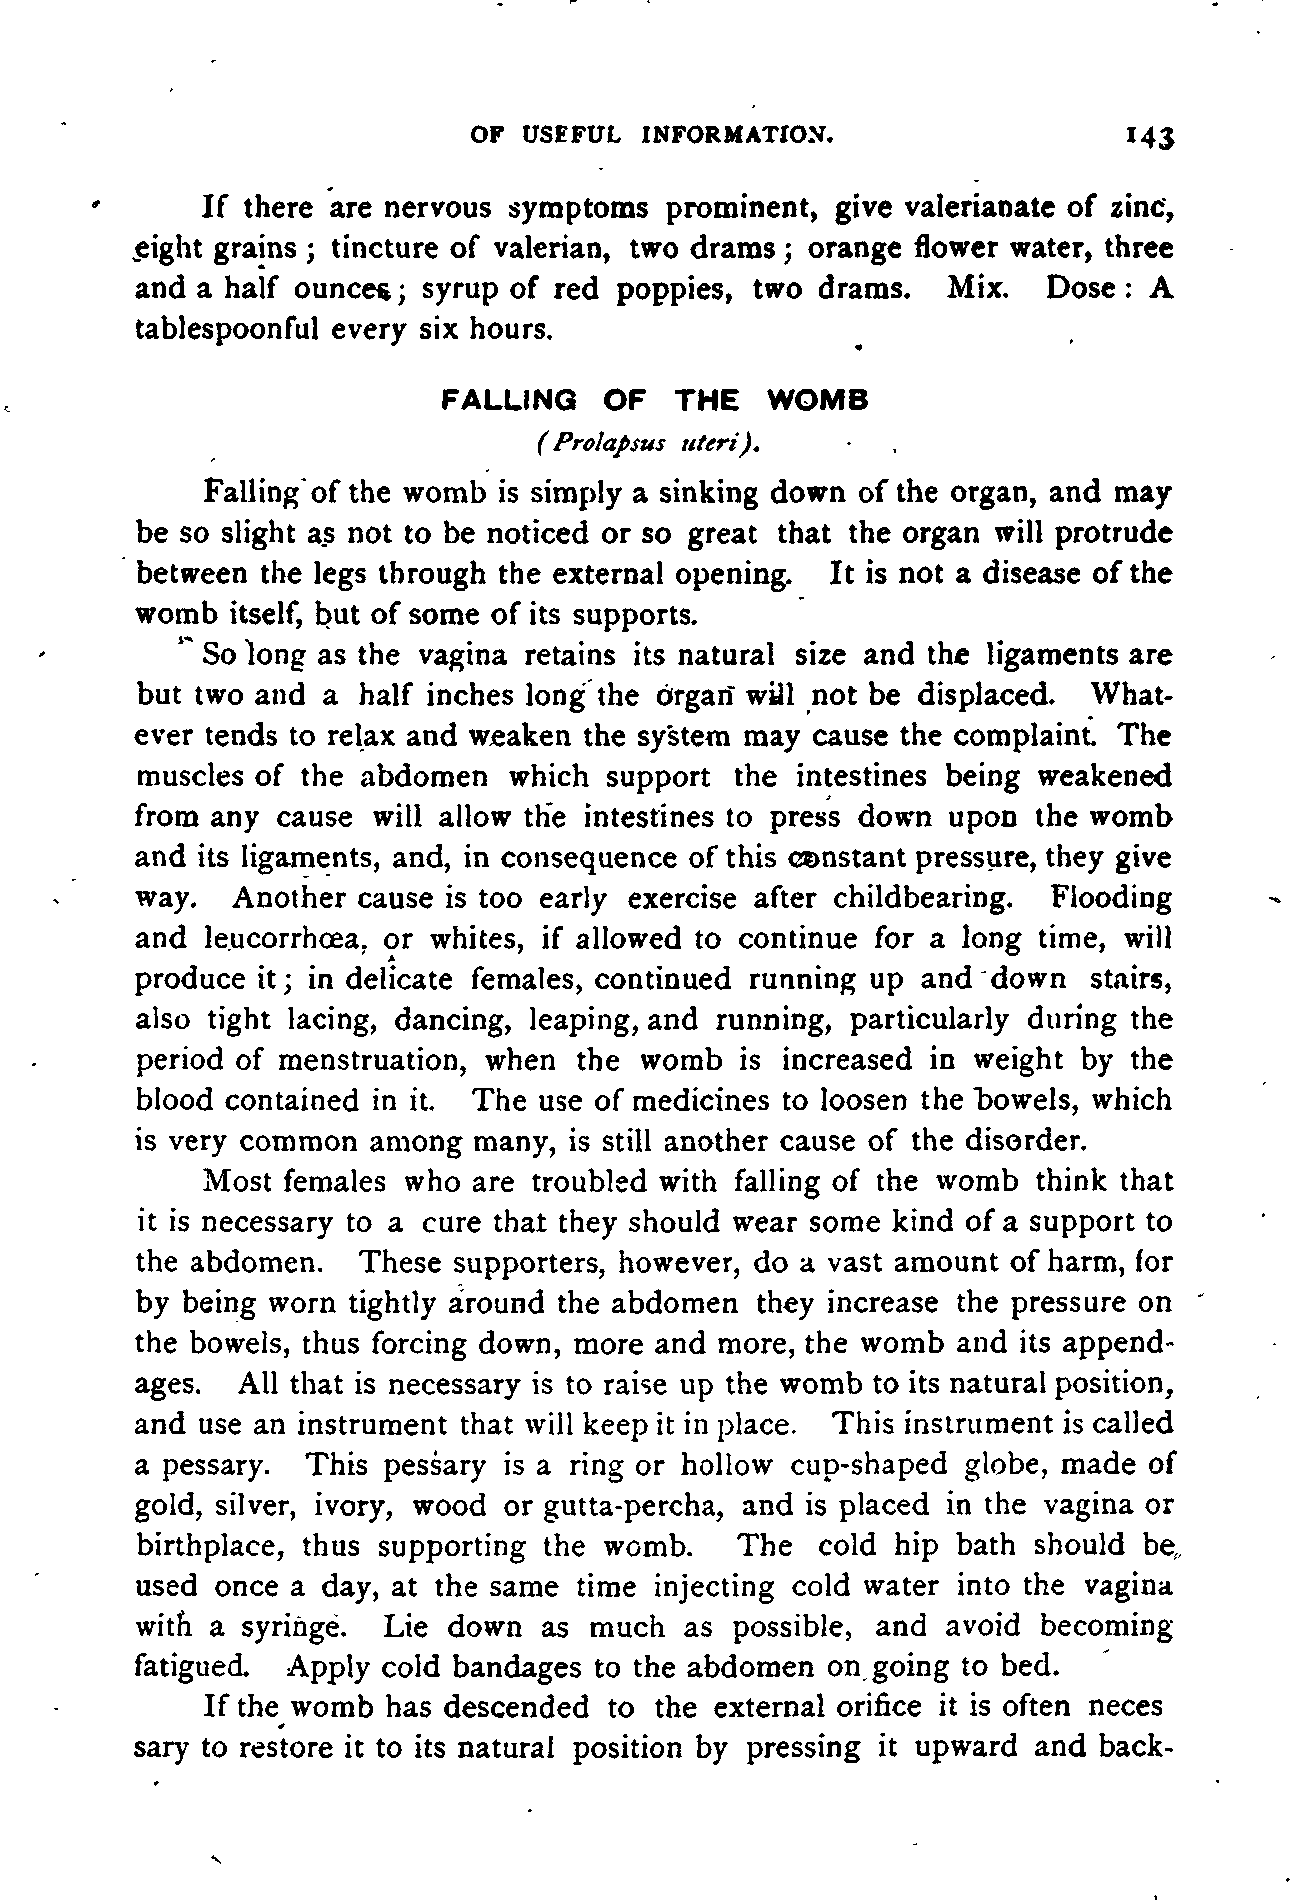 OF USEFUL INFORMATION. 143
If there are nervous symptoms prominent, give valerianate of zinc,
eight grains ; tincture of valerian, two drams ; orange flower water, three
and a half ounces ; syrup of red poppies, two drams. Mix. Dose : A
tablespoonful every six hours.
FALLING OF THE WOMB
(Prolapsus uteri).
Falling of the womb is simply a sinking down of the organ, and may
be so slight as not to be noticed or so great that the organ will protrude
between the legs through the external opening. It is not a disease of the
womb itself, but of some of its supports.
So long as the vagina retains its natural size and the ligaments are
but two and a half inches long the organ will not be displaced. What-
ever tends to relax and weaken the system may cause the complaint. The
muscles of the abdomen which support the intestines being weakened
from any cause will allow the intestines to press down upon the womb
and its ligaments, and, in consequence of this constant pressure, they give
way. Another cause is too early exercise after childbearing. Flooding
and leucorrhœa, or whites, if allowed to continue for a long time, will
produce it ; in delicate females, continued running up and down stairs,
also tight lacing, dancing, leaping, and running, particularly during the
period of menstruation, when the womb is increased in weight by the
blood contained in it. The use of medicines to loosen the bowels, which
is very common among many, is still another cause of the disorder.
Most females who are troubled with falling of the womb think that
it is necessary to a cure that they should wear some kind of a support to
the abdomen. These supporters, however, do a vast amount of harm, for
by being worn tightly around the abdomen they increase the pressure on
the bowels, thus forcing down, more and more, the womb and its append-
ages. All that is necessary is to raise up the womb to its natural position,
and use an instrument that will keep it in place. This instrument is called
a pessary. This pessary is a ring or hollow cup-shaped globe, made of
gold, silver, ivory, wood or gutta-percha, and is placed in the vagina or
birthplace, thus supporting the womb. The cold hip bath should be
used once a day, at the same time injecting cold water into the vagina
with a syringe. Lie down as much as possible, and avoid becoming
fatigued. Apply cold bandages to the abdomen on going to bed.
If the womb has descended to the external orifice it is often neces
sary to restore it to its natural position by pressing it upward and back-